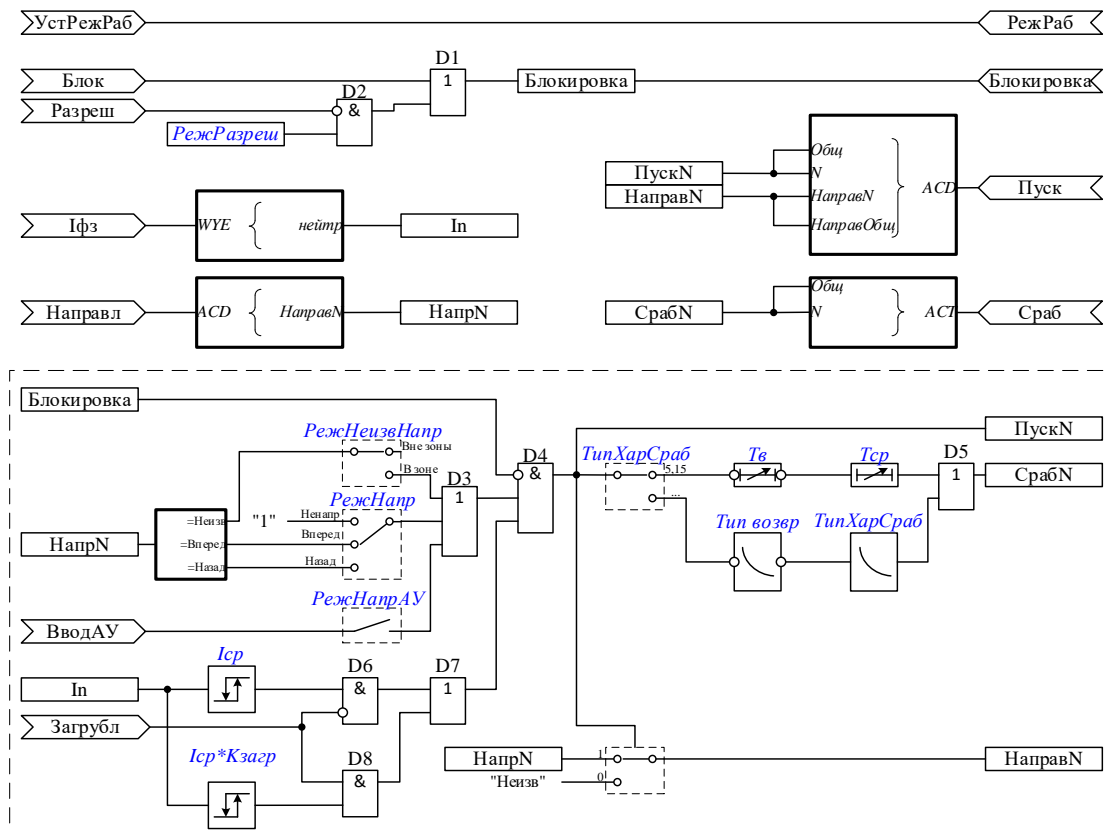 УстРежРаб
РежРаб
D1
Блок
1
Блокировка
Блокировка
D2
Разреш
&
РежРазреш
Общ
ПускN
N
НаправN
НаправN
ACD
Пуск
НаправОбщ
Iфз
WYE
нейтр
In
Направл
ACD
НаправN
НапрN
Общ
СрабN
N
ACT
Сраб
Блокировка
ПускN
РежНеизвНапр
Вне зоны
В зоне
D3
1
D4
&
ТипХарСраб
5,15
...
Тв
Тср
D5
1
СрабN
РежНапр
"1"
Ненапр
Вперед
Назад
НапрN
=Неизв
=Вперед
=Назад
Тип возвр
ТипХарСраб
РежНапрАУ
ВводАУ
Iср
D6
&
D7
1
In
Загрубл
Iср*Kзагр
D8
&
НапрN
1
НаправN
"Неизв"
0